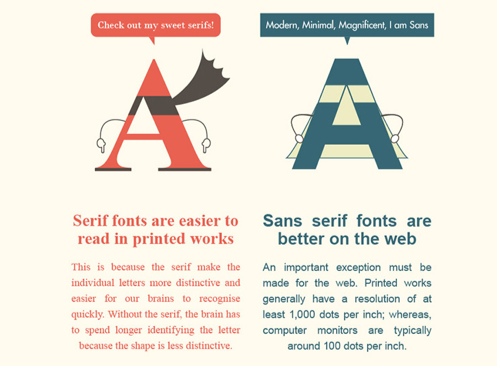 Check out my sweet serifs!
Modern, Minimal, Magnificent, I am Sans
Serif fonts are easier to
read in printed works
This is because the serif make the
individual letters more distinctive and
easier for our brains to recognise
quickly. Without the serif, the brain has
to spend longer identifying the letter
because the shape is less distinctive.
Sans serif fonts are
better on the web
An important exception must be
made for the web. Printed works
generally have a resolution of at
least 1,000 dots per inch; whereas,
computer monitors are typically
around 100 dots per inch.